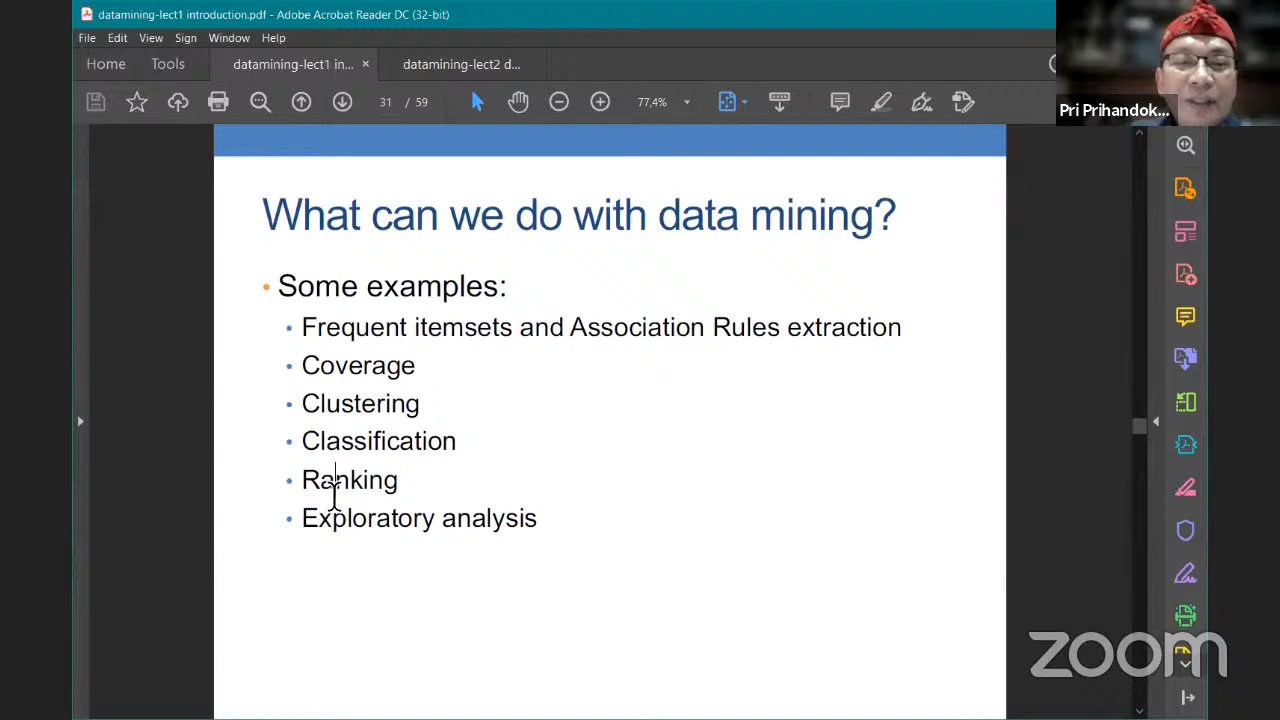 datamining-lect1 introduction.pdf - Adobe Acrobat Reader DC (32-bit)
File Edit View Sign Window Help
Home Tools datamining-lect1 in... × datamining-lect2 d...
31 / 59 77,4%
Pri Prihandok...
What can we do with data mining?
• Some examples:
• Frequent itemsets and Association Rules extraction
• Coverage
• Clustering
• Classification
• Ranking
• Exploratory analysis
zoom